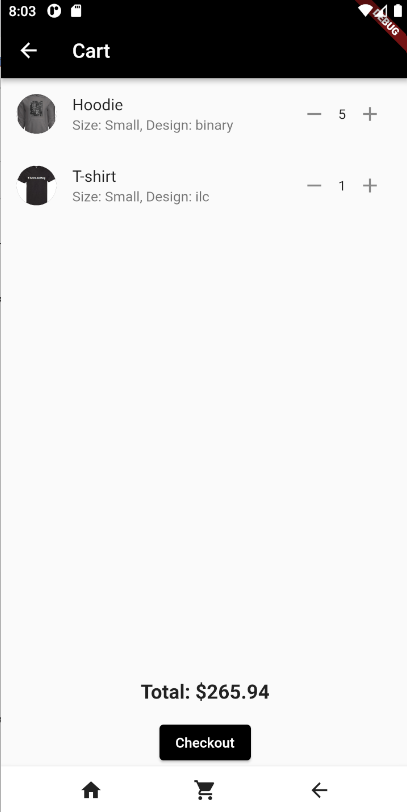 8:03
DEBUG
Cart
Hoodie
Size: Small, Design: binary
5
T-shirt
Size: Small, Design: ilc
1
Total: $265.94
Checkout